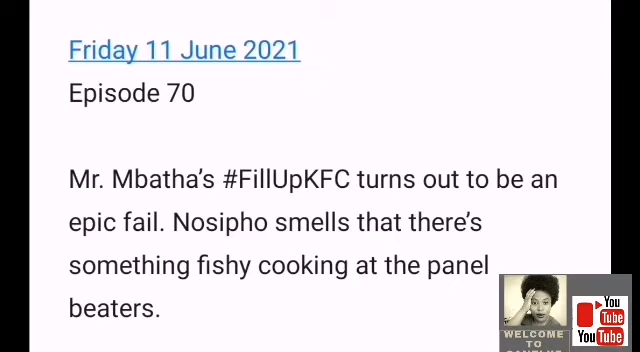 Friday 11 June 2021
Episode 70
Mr. Mbatha’s #FillUpKFC turns out to be an
epic fail. Nosipho smells that there’s
something fishy cooking at the panel
beaters.
WELCOME
TO
You
Tube
YouTube